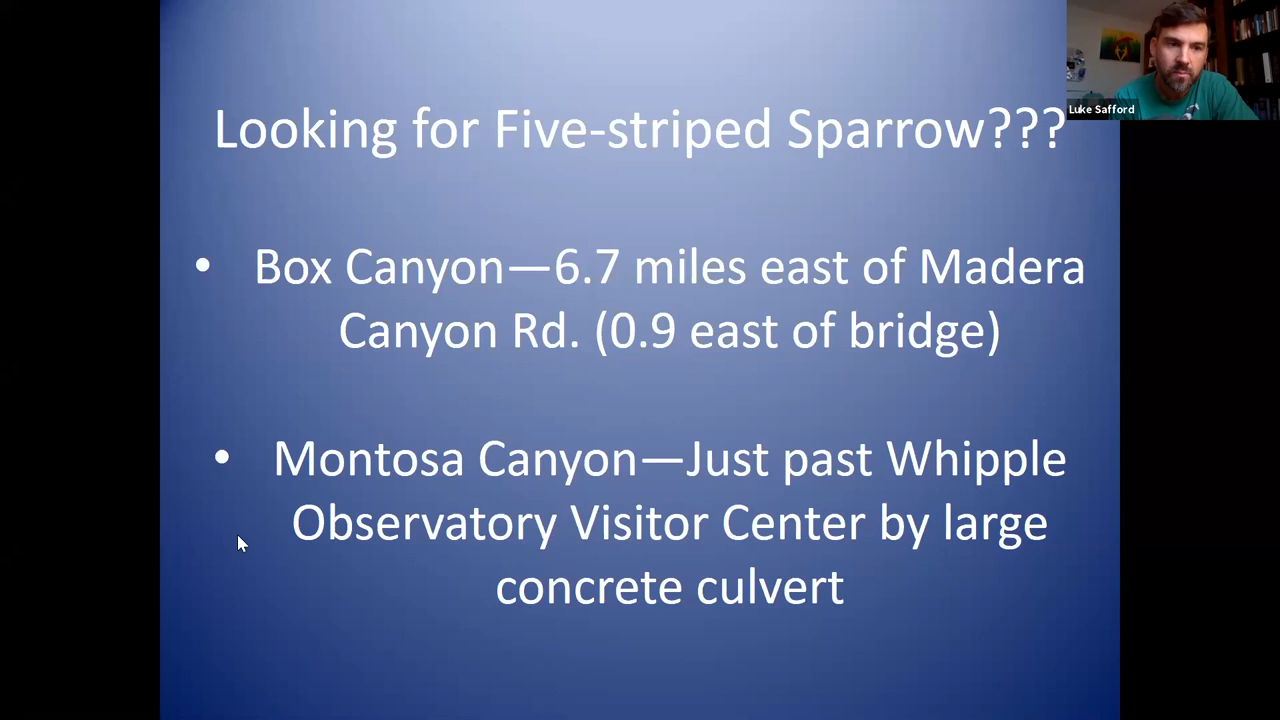 Looking for Five-striped Sparrow???
Luke Safford
• Box Canyon—6.7 miles east of Madera
Canyon Rd. (0.9 east of bridge)
• Montosa Canyon—Just past Whipple
Observatory Visitor Center by large
concrete culvert